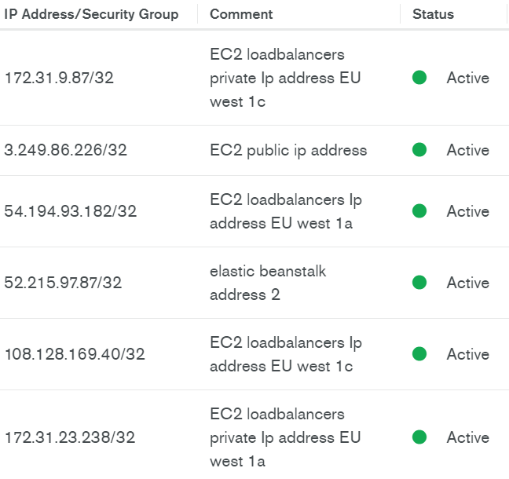 IP Address/Security Group Comment Status
EC2 loadbalancers
172.31.9.87/32 private Ip address EU Active
west 1c
3.249.86.226/32 EC2 public ip address Active
EC2 loadbalancers Ip
54.194.93.182/32 address EU west 1a Active
elastic beanstalk
52.215.97.87/32 address 2 Active
EC2 loadbalancers Ip
108.128.169.40/32 address EU west 1c Active
EC2 loadbalancers
172.31.23.238/32 private Ip address EU Active
west 1a